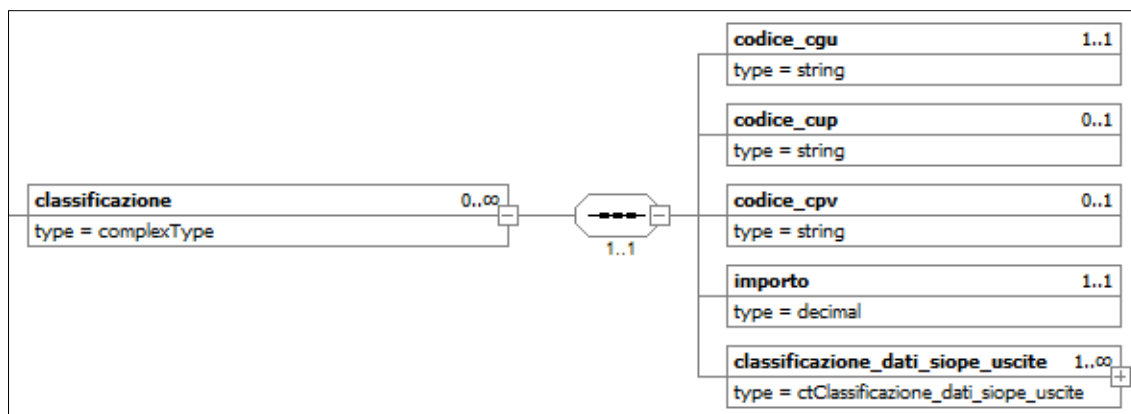 codice_cgu 1..1
type = string
codice_cup 0..1
type = string
classificazione 0..∞
type = complexType
1..1
codice_cpv 0..1
type = string
importo 1..1
type = decimal
classificazione_dati_siope_uscite 1..∞
type = ctClassificazione_dati_siope_uscite